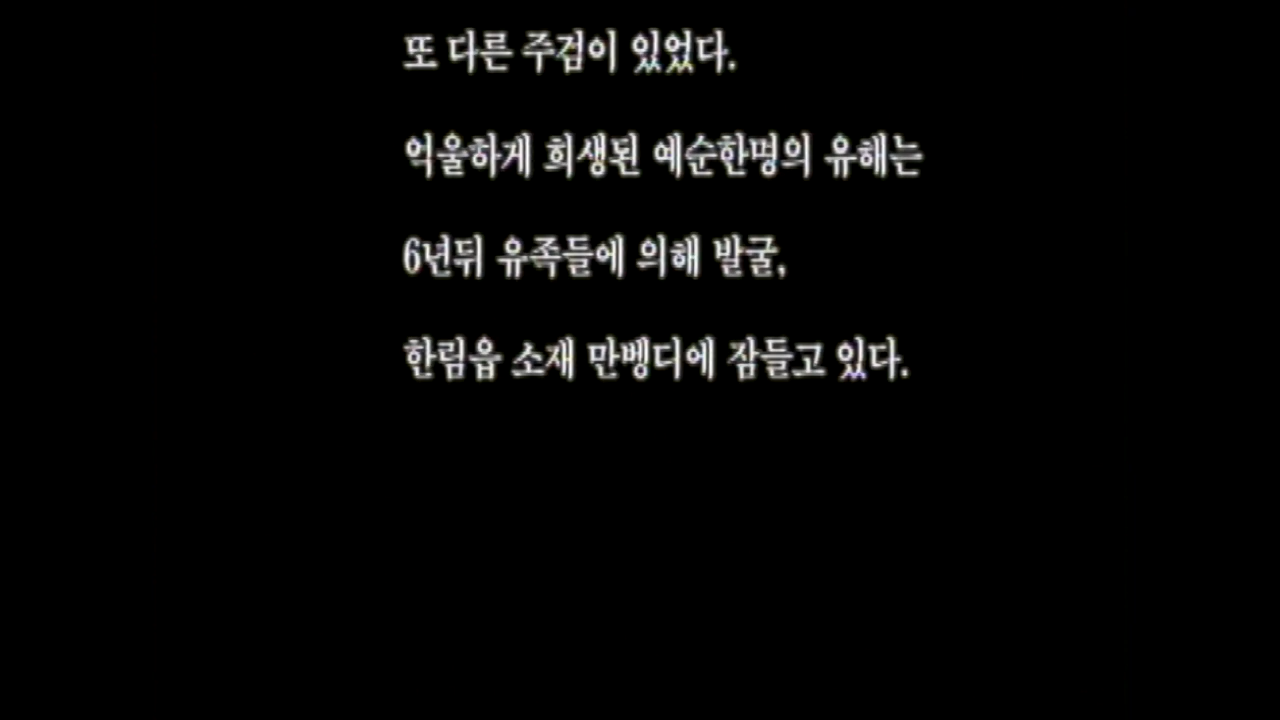 또 다른 주검이 있었다.
억울하게 희생된 예순한명의 유해는
6년뒤 유족들에 의해 발굴,
한림읍 소재 만벵디에 잠들고 있다.